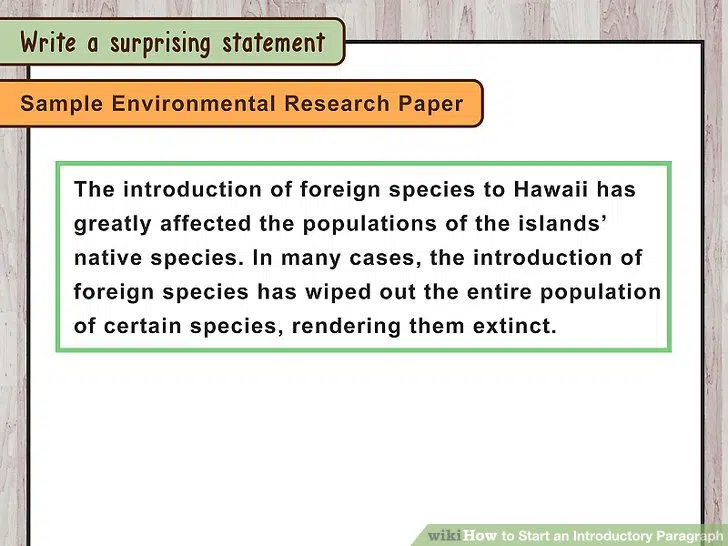 Write a surprising statement
Sample Environmental Research Paper
The introduction of foreign species to Hawaii has
greatly affected the populations of the islands’
native species. In many cases, the introduction of
foreign species has wiped out the entire population
of certain species, rendering them extinct.
wikiHow to Start an Introductory Paragraph